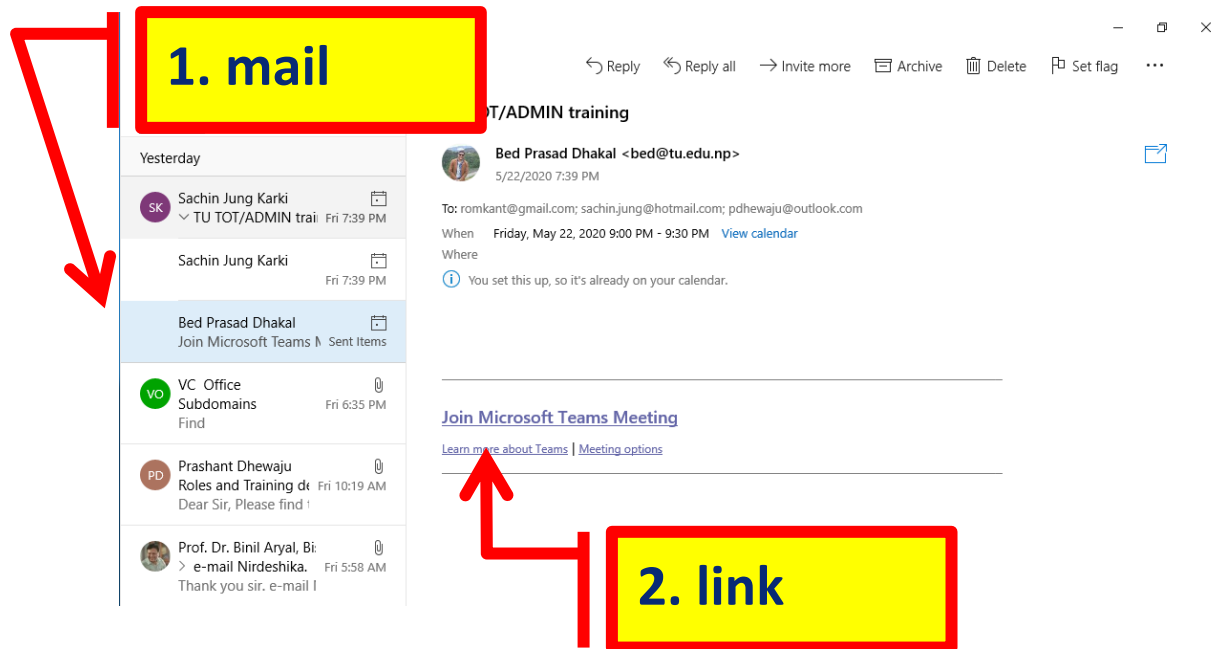 1. mail
Reply Reply all Invite more Archive Delete Set flag
OT/ADMIN training
Yesterday
Sachin Jung Karki
TU TOT/ADMIN trai Fri 7:39 PM
SK
Sachin Jung Karki
Fri 7:39 PM
Bed Prasad Dhakal
Join Microsoft Teams M Sent Items
VO
VC Office
Subdomains Fri 6:35 PM
Find
PD
Prashant Dhewaju
Roles and Training de Fri 10:19 AM
Dear Sir, Please find t
Prof. Dr. Binil Aryal, Bi:
> e-mail Nirdeshika. Fri 5:58 AM
Thank you sir. e-mail
Bed Prasad Dhakal <bed@tu.edu.np>
5/22/2020 7:39 PM
To: romkant@gmail.com; sachin.jung@hotmail.com; pdhewaju@outlook.com
When Friday, May 22, 2020 9:00 PM - 9:30 PM View calendar
Where
You set this up, so it's already on your calendar.
Join Microsoft Teams Meeting
Learn more about Teams | Meeting options
2. link